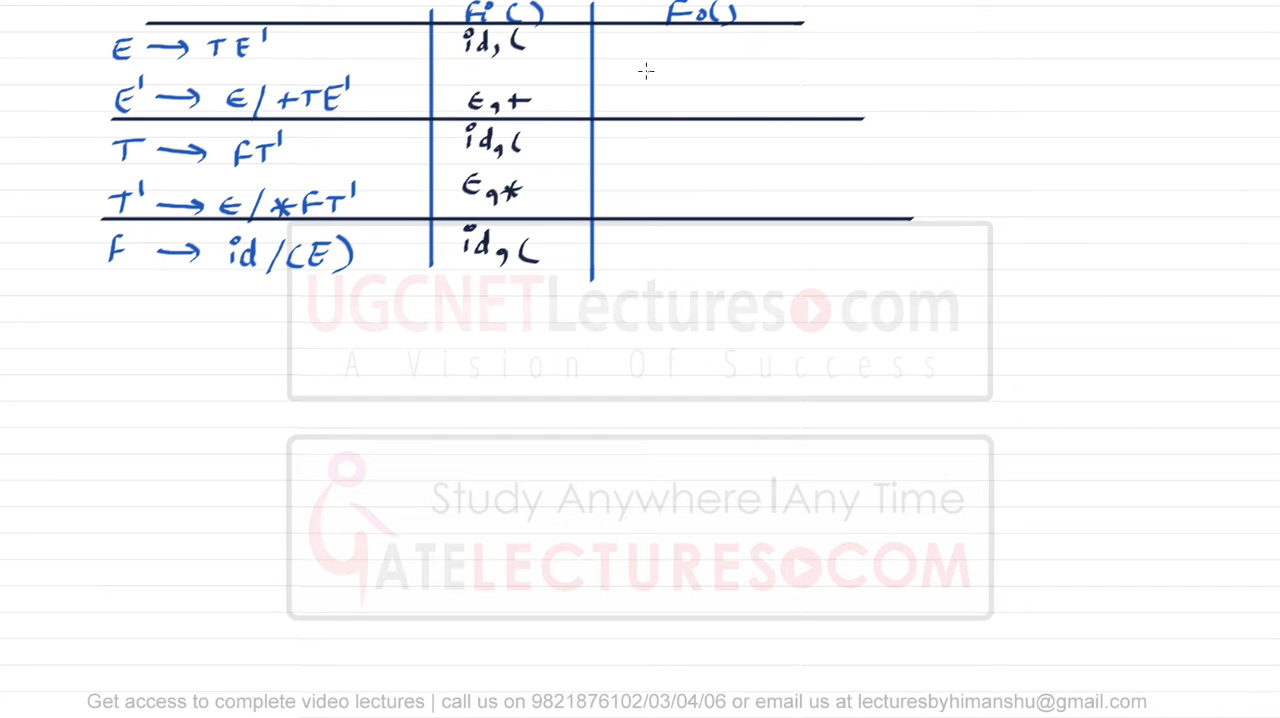 Fi () Fo()
E → TE' id, (
E' → ε/+TE' ε, +
T → FT' id, (
T' → ε/*FT' ε, *
F → id/(E) id, (
UGCNETLectures.com
A Vision Of Success
Study Anywhere|Any Time
GATELECTURES.COM
Get access to complete video lectures | call us on 9821876102/03/04/06 or email us at lecturesbyhimanshu@gmail.com